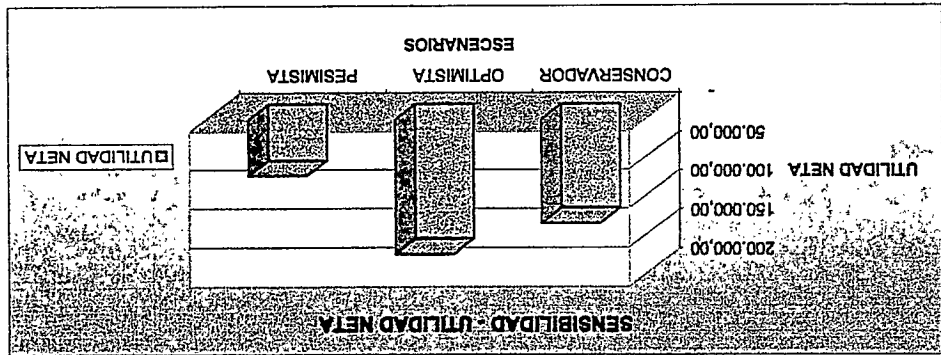 SENSIBILIDAD - UTILIDAD NETA
UTILIDAD NETA
200.000,00
150.000,00
100.000,00
50.000,00
-
CONSERVADOR
OPTIMISTA
PESIMISTA
ESCENARIOS
UTILIDAD NETA